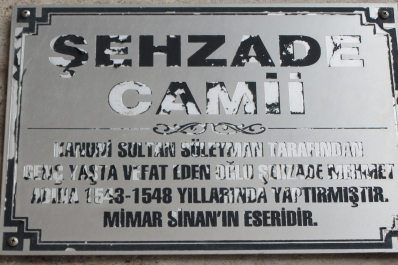 ŞEHZADE
CAMİİ
KANUNİ SULTAN SÜLEYMAN TARAFINDAN
GENÇ YAŞTA VEFAT EDEN OĞLU ŞEHZADE MEHMET
ADINA 1543-1548 YILLARINDA YAPTIRMIŞTIR.
MİMAR SİNAN'IN ESERİDİR.